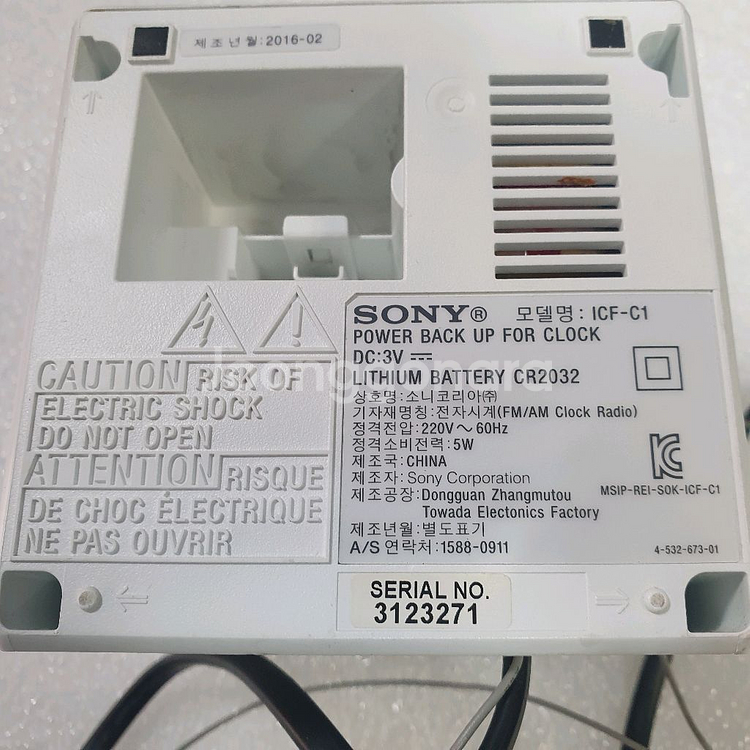 제조년월:2016-02
SONY® 모델명: ICF-C1
POWER BACK UP FOR CLOCK
DC:3V
LITHIUM BATTERY CR2032
상호명:소니코리아㈜
기자재명칭:전자시계(FM/AM Clock Radio)
정격전압:220V～60Hz
정격소비전력:5W
제조국:CHINA
제조자: Sony Corporation
제조공장: Dongguan Zhangmutou
Towada Electonics Factory
제조년월:별도표기
A/S연락처:1588-0911
MSIP-REI-SOK-ICF-C1
4-532-673-01
CAUTION RISK OF
ELECTRIC SHOCK
DO NOT OPEN
ATTENTION RISQUE
DE CHOC ÉLECTRIQUE
NE PAS OUVRIR
SERIAL NO.
3123271